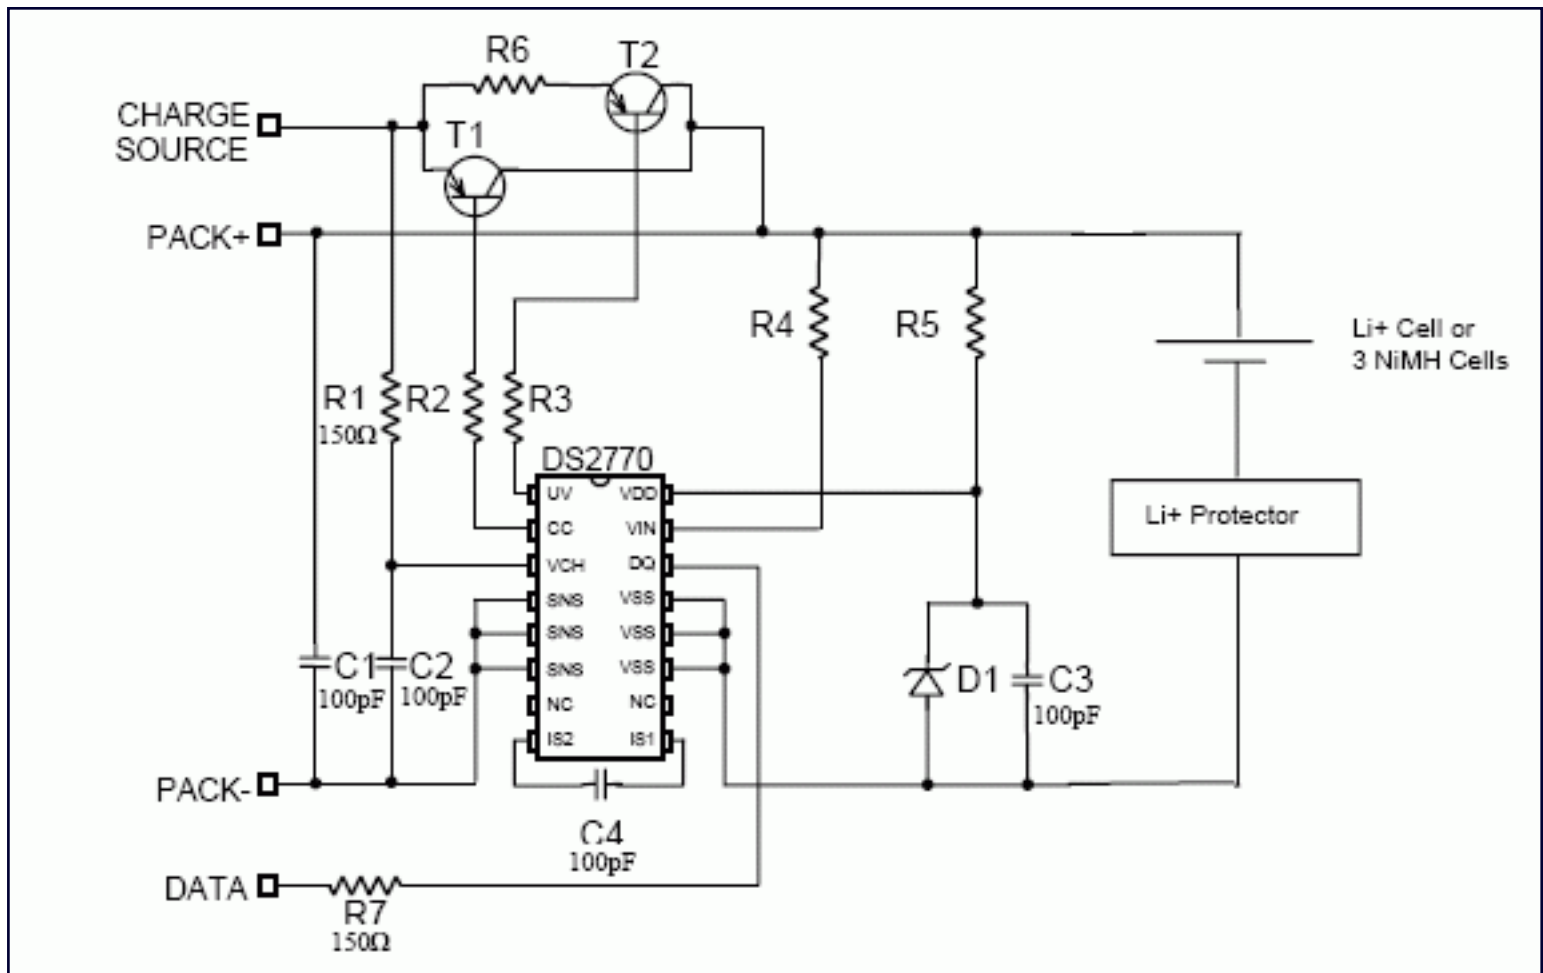 R6
T2
CHARGE
SOURCE
T1
PACK+
R4
R5
Li+ Cell or
3 NiMH Cells
R1
150Ω
R2
R3
DS2770
UV
VDD
CC
VIN
VCH
DQ
SNS
VSS
SNS
VSS
SNS
VSS
NC
NC
IS2
IS1
Li+ Protector
C1
100pF
C2
100pF
D1
C3
100pF
PACK-
C4
100pF
DATA
R7
150Ω